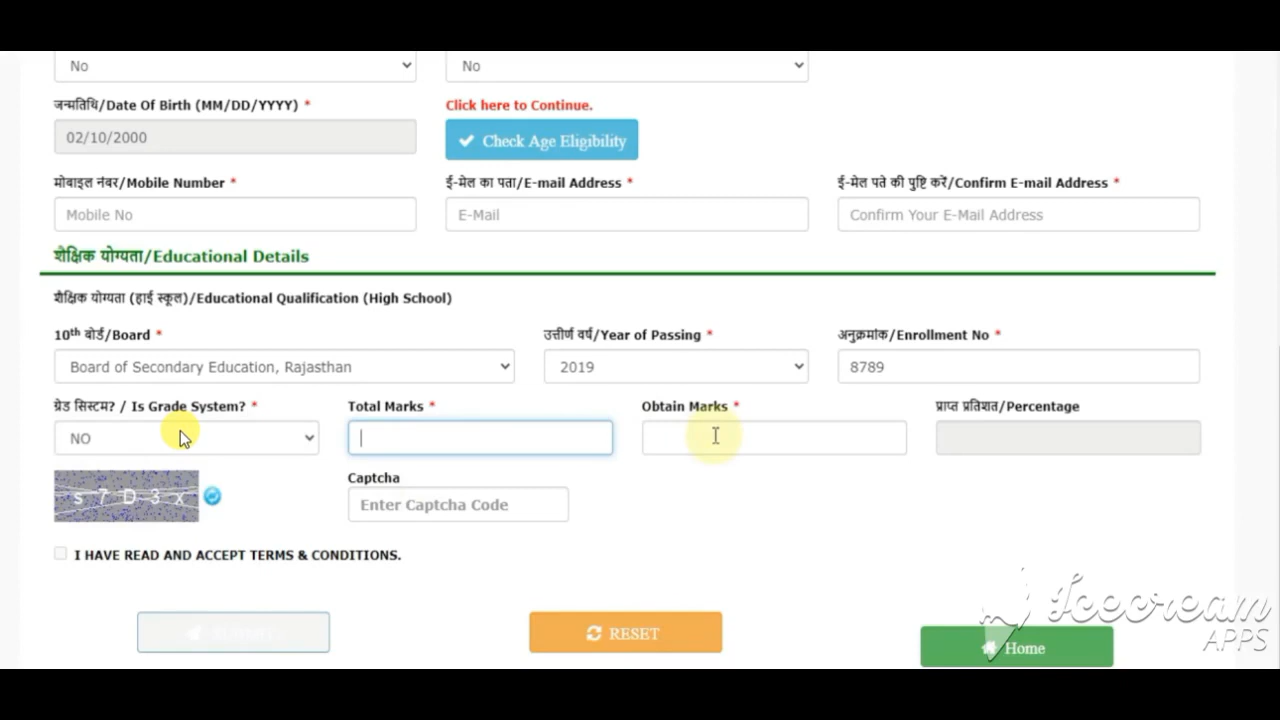 No No
जन्मतिथि/Date Of Birth (MM/DD/YYYY) * Click here to Continue.
02/10/2000 Check Age Eligibility
मोबाइल नंबर/Mobile Number * ई-मेल का पता/E-mail Address * ई-मेल पते की पुष्टि करें/Confirm E-mail Address *
Mobile No E-Mail Confirm Your E-Mail Address
शैक्षिक योग्यता/Educational Details
शैक्षिक योग्यता (हाई स्कूल)/Educational Qualification (High School)
10th बोर्ड/Board * उत्तीर्ण वर्ष/Year of Passing * अनुक्रमांक/Enrollment No *
Board of Secondary Education, Rajasthan 2019 8789
ग्रेड सिस्टम? / Is Grade System? * Total Marks * Obtain Marks * प्राप्त प्रतिशत/Percentage
NO
Captcha
s 7 D 3 x Enter Captcha Code
I HAVE READ AND ACCEPT TERMS & CONDITIONS.
RESET Home
Icecream
APPS